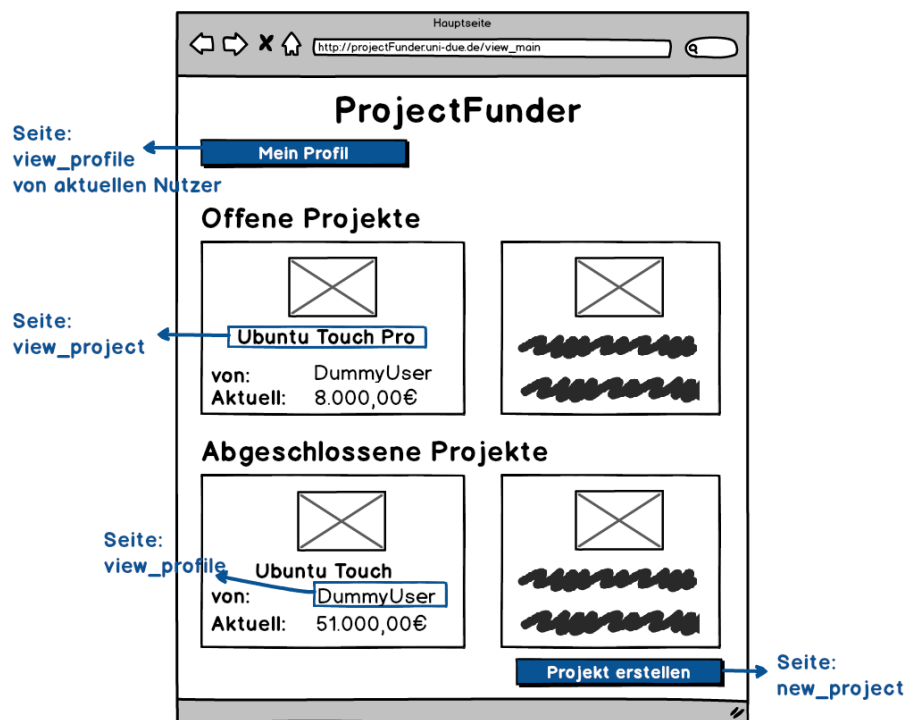 Hauptseite
http://projectFunder.uni-due.de/view_main
ProjectFunder
Seite:
view_profile
von aktuellen Nutzer
Mein Profil
Offene Projekte
Seite:
view_project
Ubuntu Touch Pro
von: DummyUser
Aktuell: 8.000,00€
Abgeschlossene Projekte
Seite:
view_profile
Ubuntu Touch
von: DummyUser
Aktuell: 51.000,00€
Projekt erstellen
Seite:
new_project